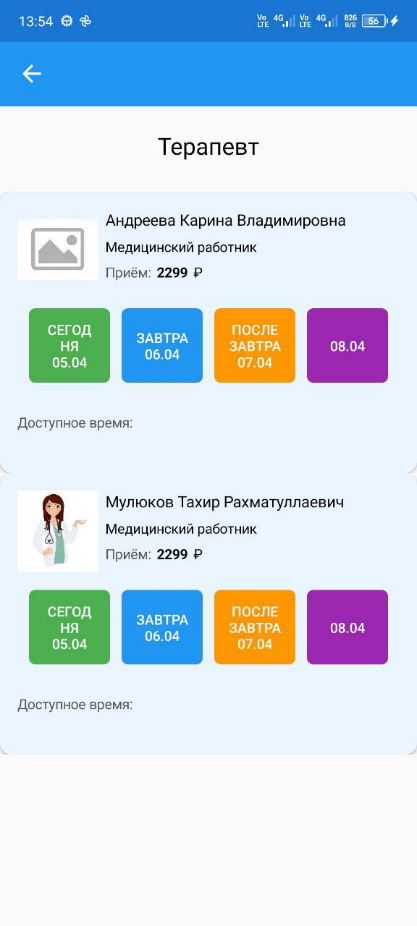 13:54 Vo LTE 4G Vo LTE 4G 826 B/S 56
Терапевт
Андреева Карина Владимировна
Медицинский работник
Приём: 2299 ₽
СЕГОД
НЯ
05.04
ЗАВТРА
06.04
ПОСЛЕ
ЗАВТРА
07.04
08.04
Доступное время:
Мулюков Тахир Рахматуллаевич
Медицинский работник
Приём: 2299 ₽
СЕГОД
НЯ
05.04
ЗАВТРА
06.04
ПОСЛЕ
ЗАВТРА
07.04
08.04
Доступное время: